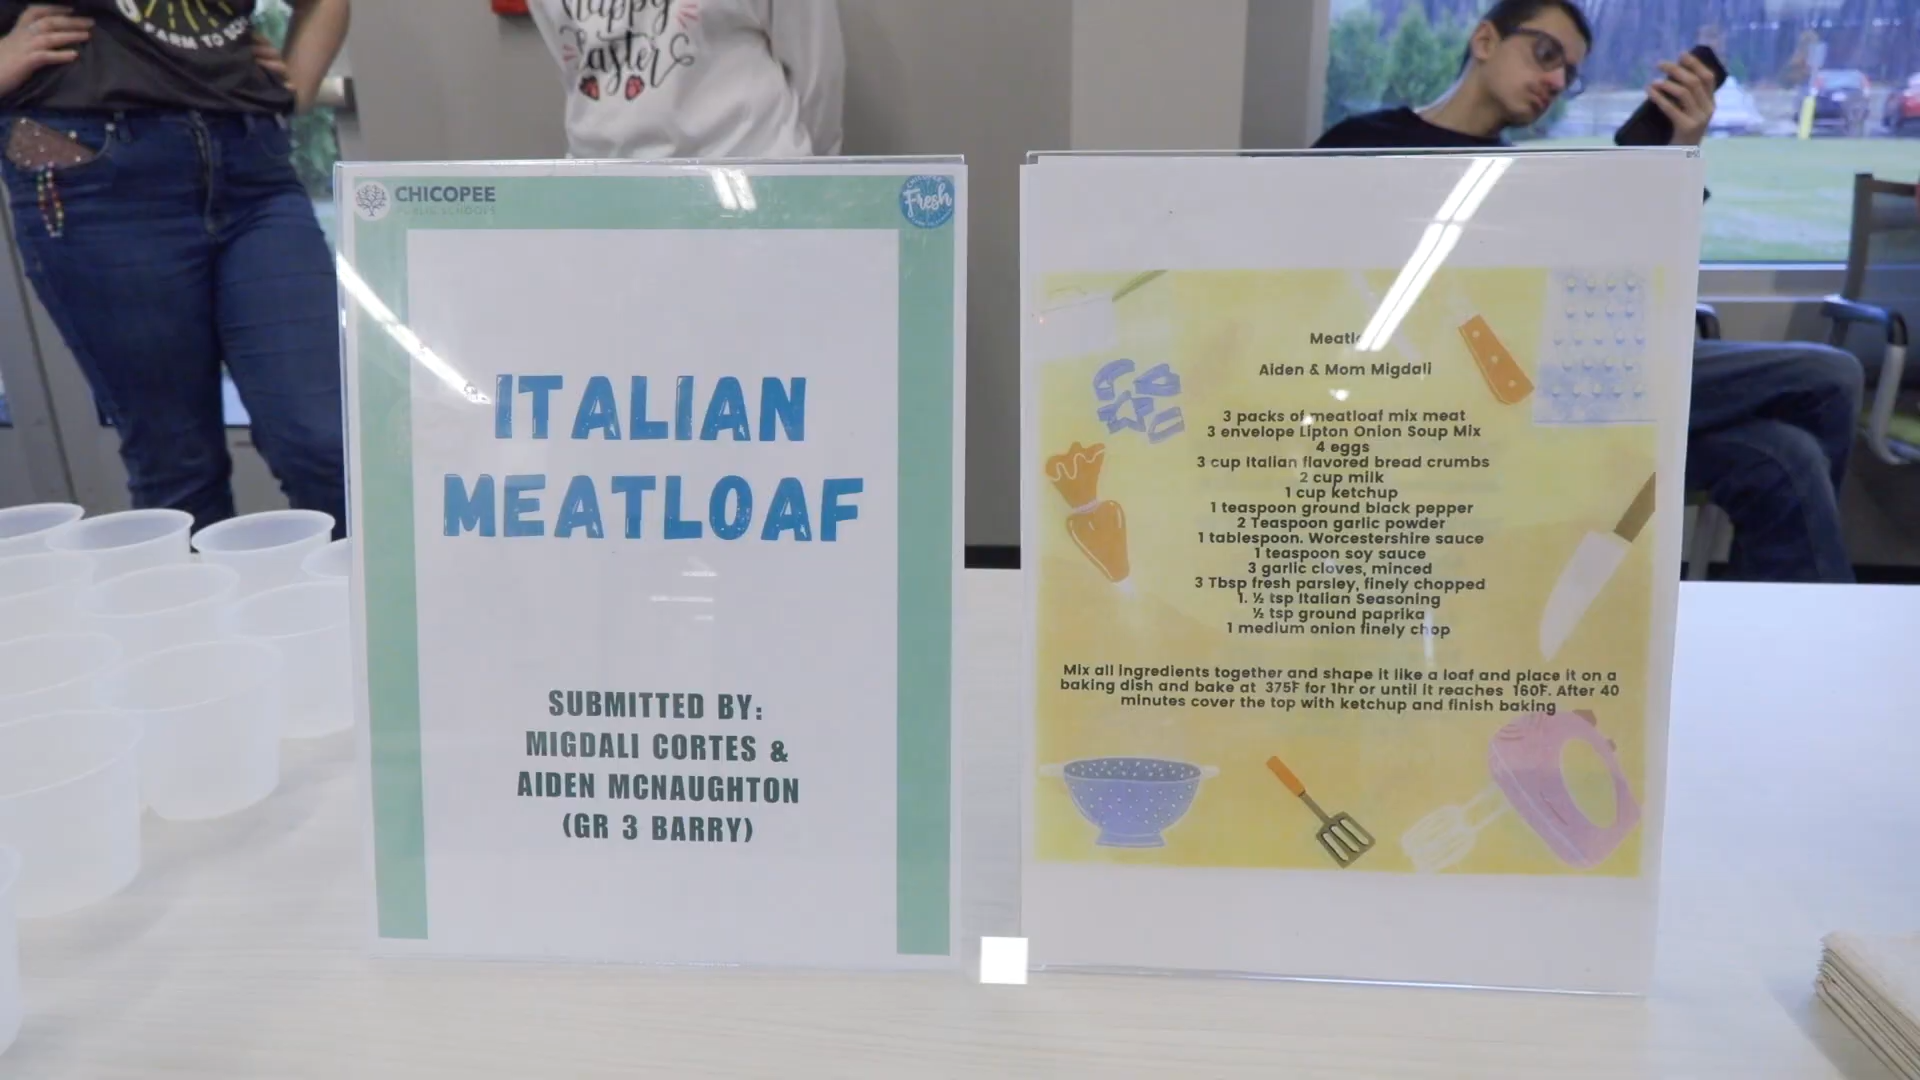 FARM TO
Happy
Easter
CHICOPEE
PUBLIC SCHOOLS
Fresh
ITALIAN
MEATLOAF
SUBMITTED BY:
MIGDALI CORTES &
AIDEN MCNAUGHTON
(GR 3 BARRY)
Aiden & Mom Migdali
3 packs of meatloaf mix meat
3 envelope Lipton Onion Soup Mix
4 eggs
3 cup Italian flavored bread crumbs
2 cup milk
1 cup ketchup
1 teaspoon ground black pepper
2 Teaspoon garlic powder
1 tablespoon. Worcestershire sauce
1 teaspoon soy sauce
3 garlic cloves, minced
3 Tbsp fresh parsley, finely chopped
1. ½ tsp Italian Seasoning
½ tsp ground paprika
1 medium onion finely chop
Mix all ingredients together and shape it like a loaf and place it on a
baking dish and bake at 375F for 1hr or until it reaches 160F. After 40
minutes cover the top with ketchup and finish baking